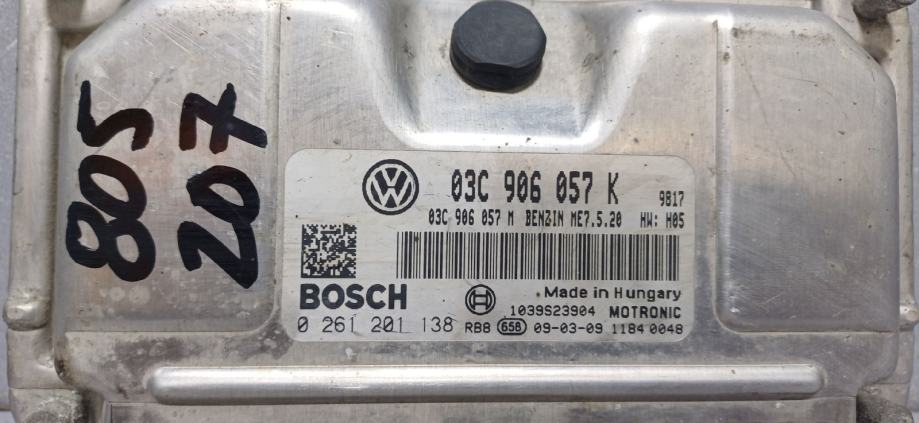 805
207
03C 906 057 K 9817
03C 906 057 M BENZIN ME7.5.20 HW: H05
BOSCH
Made in Hungary
1039S23904 MOTRONIC
0 261 201 138 RBB 658 09-03-09 1184 0048